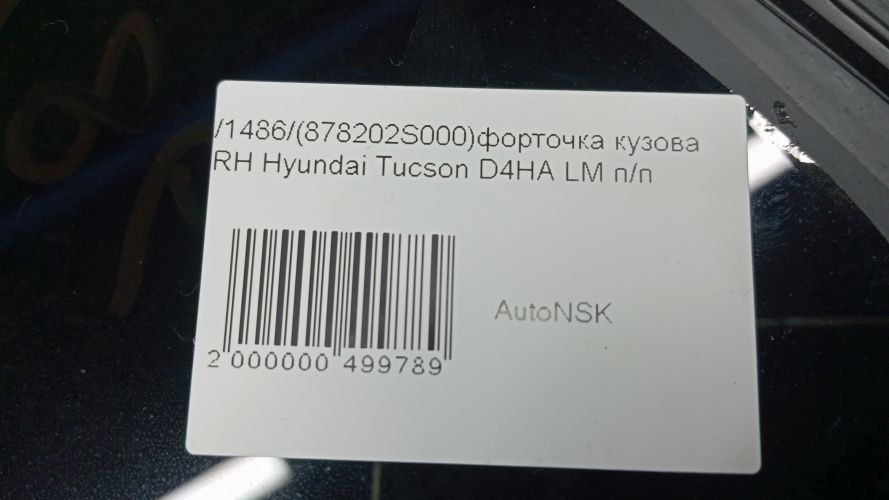 /1486/(878202S000)форточка кузова
RH Hyundai Tucson D4HA LM п/п
AutoNSK
2 000000 499789